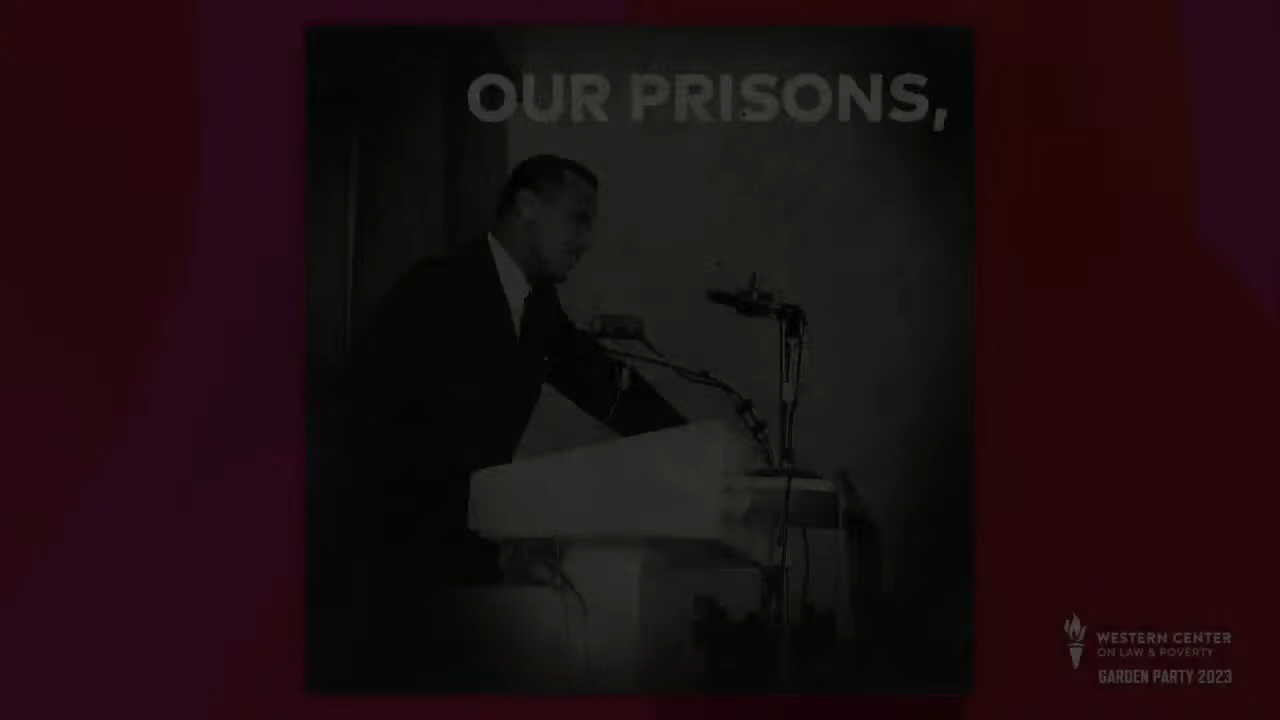 OUR PRISONS,
WESTERN CENTER
ON LAW & POVERTY
GARDEN PARTY 2023